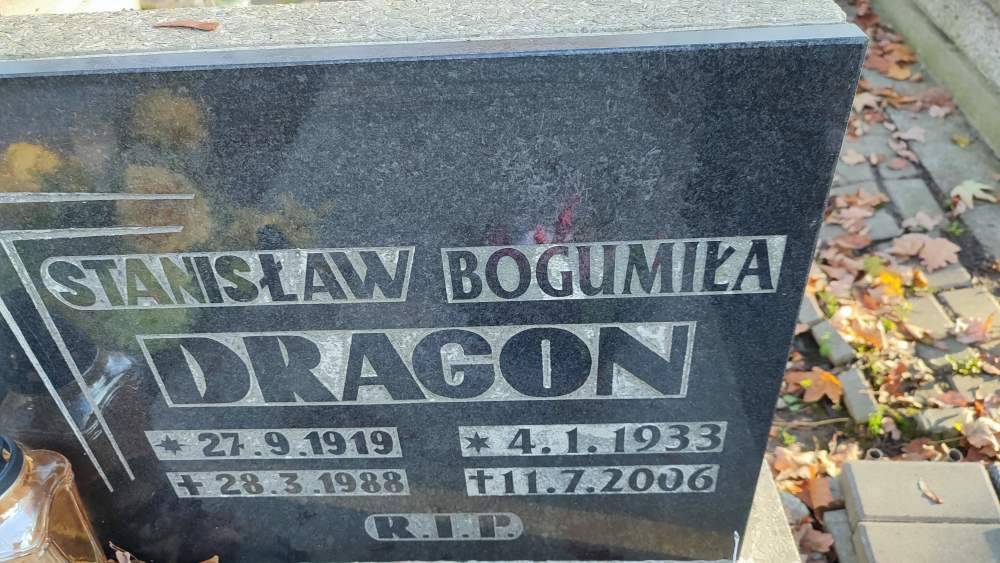 STANISŁAW BOGUMIŁA
DRAGON
✶ 27.9.1919 ✶ 4.1.1933
✝ 28.3.1988 ✝ 11.7.2006
R.I.P.